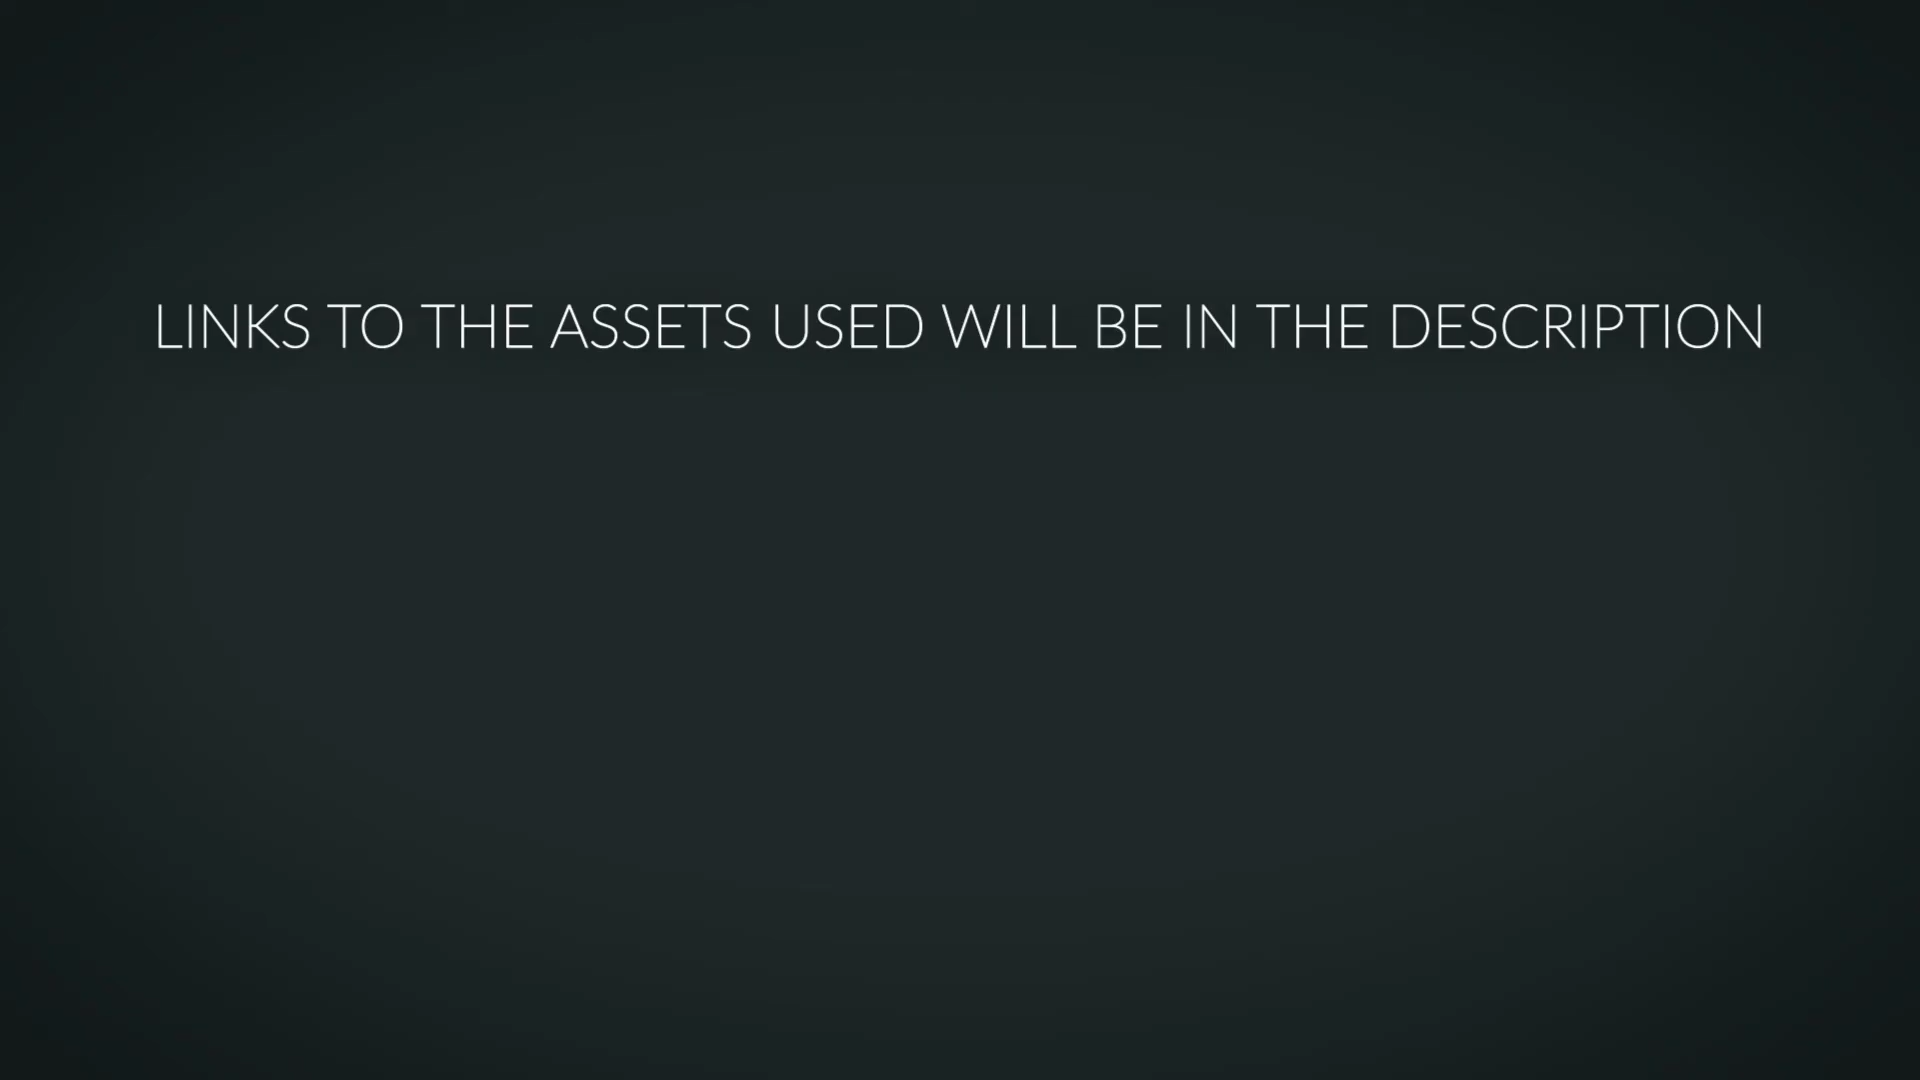 LINKS TO THE ASSETS USED WILL BE IN THE DESCRIPTION